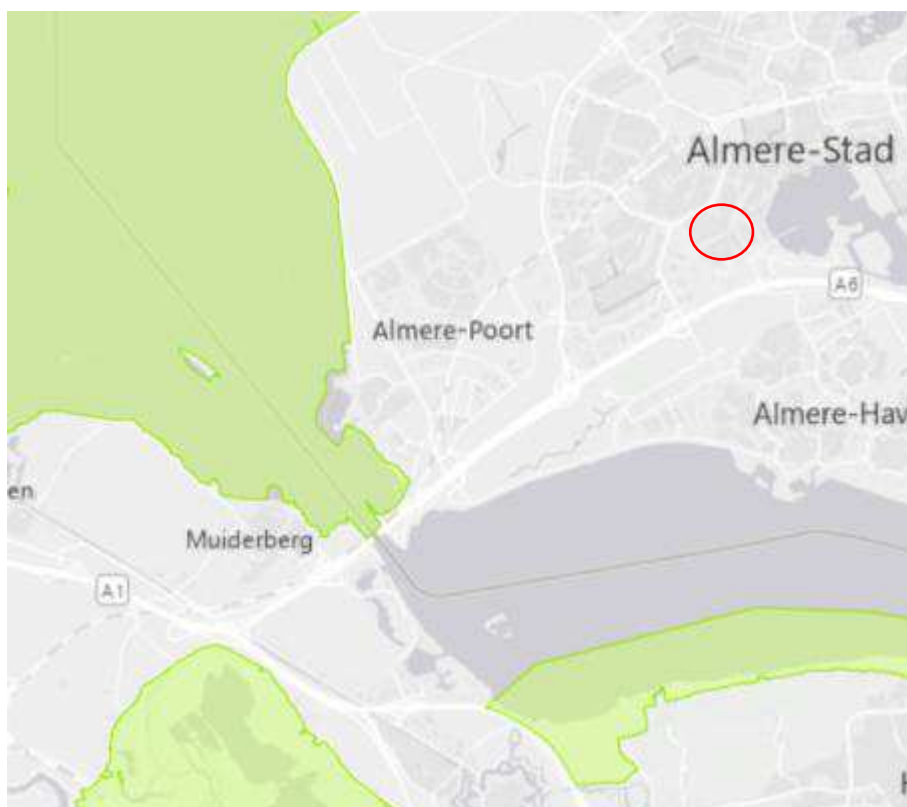 Almere-Stad
A6
Almere-Poort
Almere-Hav
en
Muiderberg
A1
H